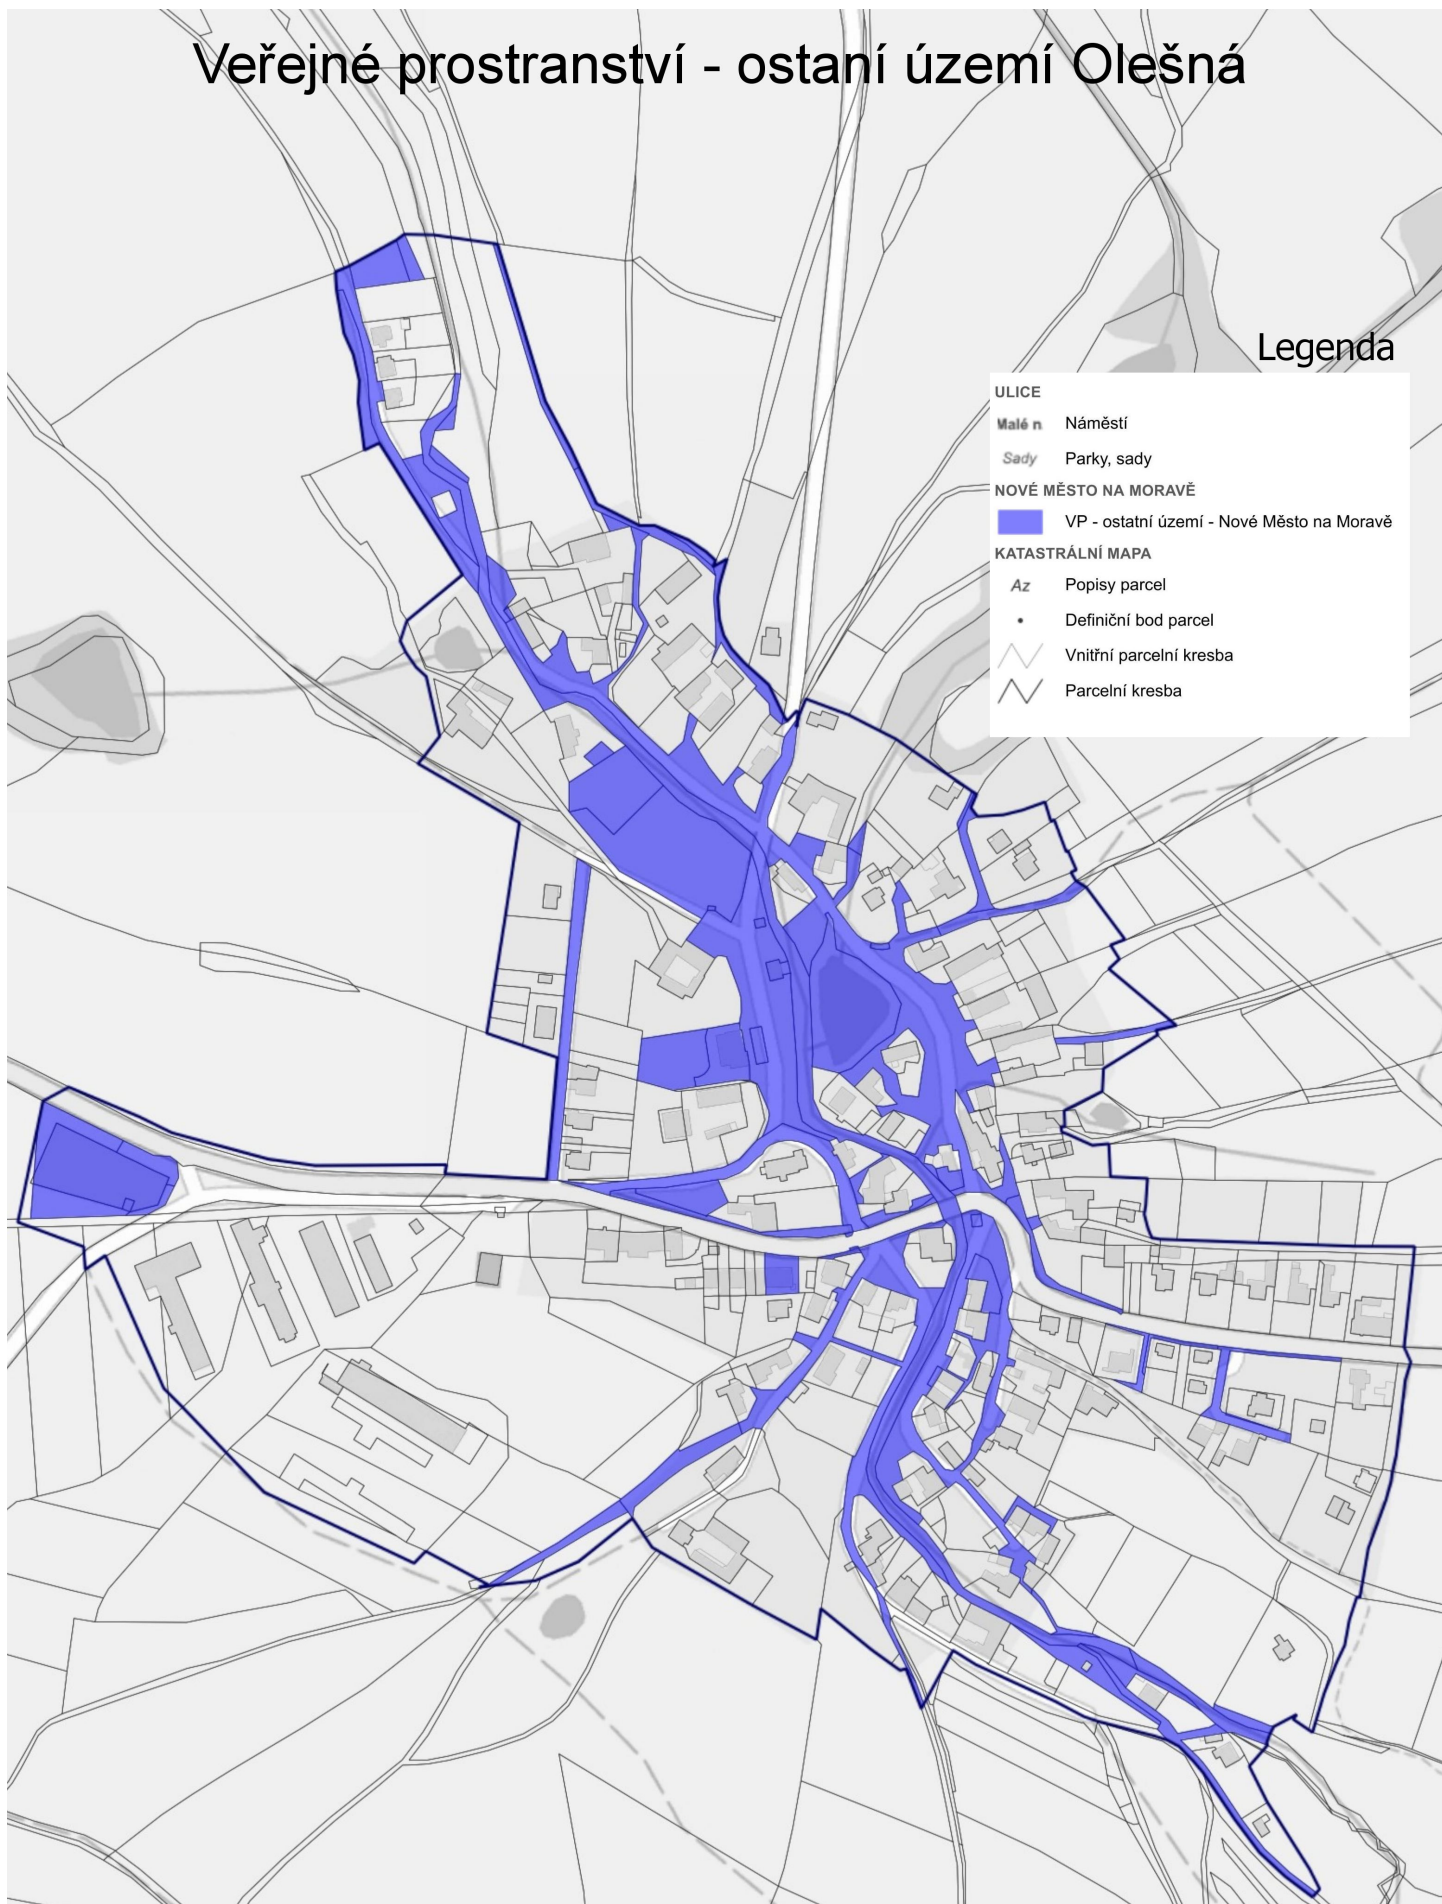 Veřejné prostranství - ostaní území Olešná
Legenda
ULICE
Malé n
Náměstí
Sady
Parky, sady
NOVÉ MĚSTO NA MORAVĚ
VP - ostatní území - Nové Město na Moravě
KATASTRÁLNÍ MAPA
Az
Popisy parcel
Definiční bod parcel
Vnitřní parcelní kresba
Parcelní kresba